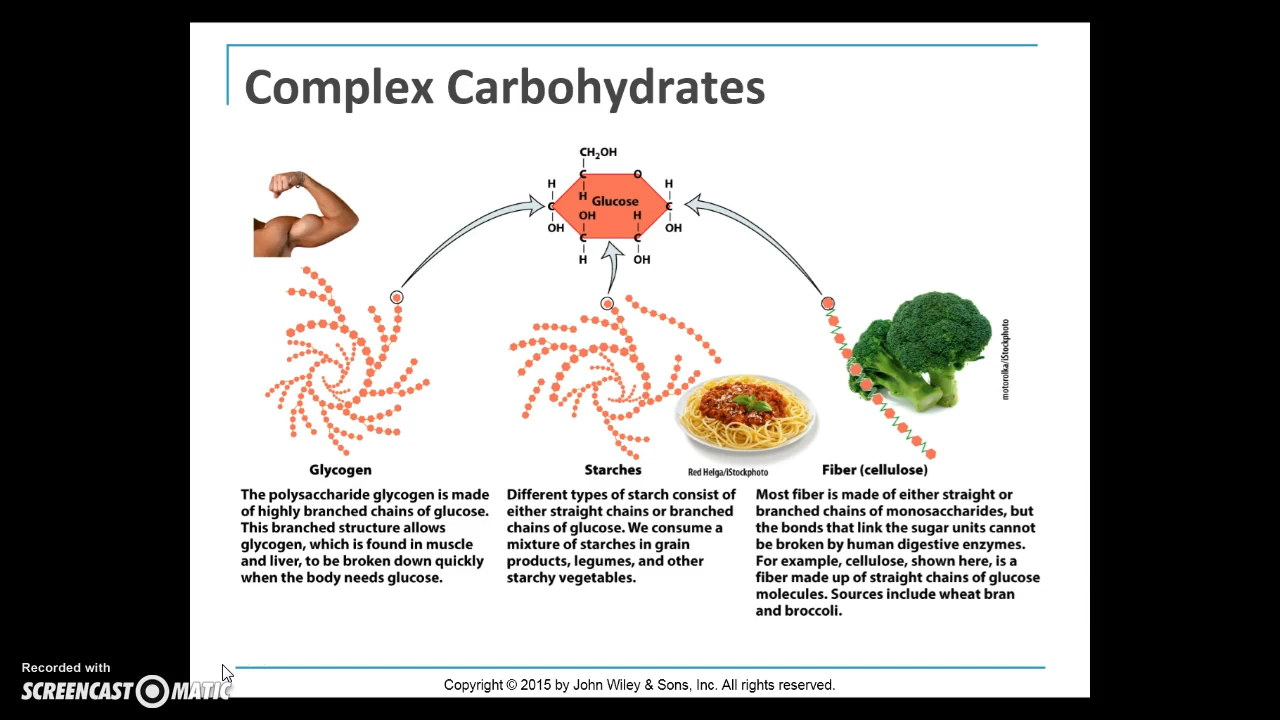 Complex Carbohydrates
CH2OH
C
O
H
H
H
Glucose
C
C
OH
H
OH
OH
C
C
H
OH
motorolka/iStockphoto
Glycogen
Starches
Red Helga/iStockphoto
Fiber (cellulose)
The polysaccharide glycogen is made
of highly branched chains of glucose.
This branched structure allows
glycogen, which is found in muscle
and liver, to be broken down quickly
when the body needs glucose.
Different types of starch consist of
either straight chains or branched
chains of glucose. We consume a
mixture of starches in grain
products, legumes, and other
starchy vegetables.
Most fiber is made of either straight or
branched chains of monosaccharides, but
the bonds that link the sugar units cannot
be broken by human digestive enzymes.
For example, cellulose, shown here, is a
fiber made up of straight chains of glucose
molecules. Sources include wheat bran
and broccoli.
Recorded with
SCREENCAST O MATIC
Copyright © 2015 by John Wiley & Sons, Inc. All rights reserved.